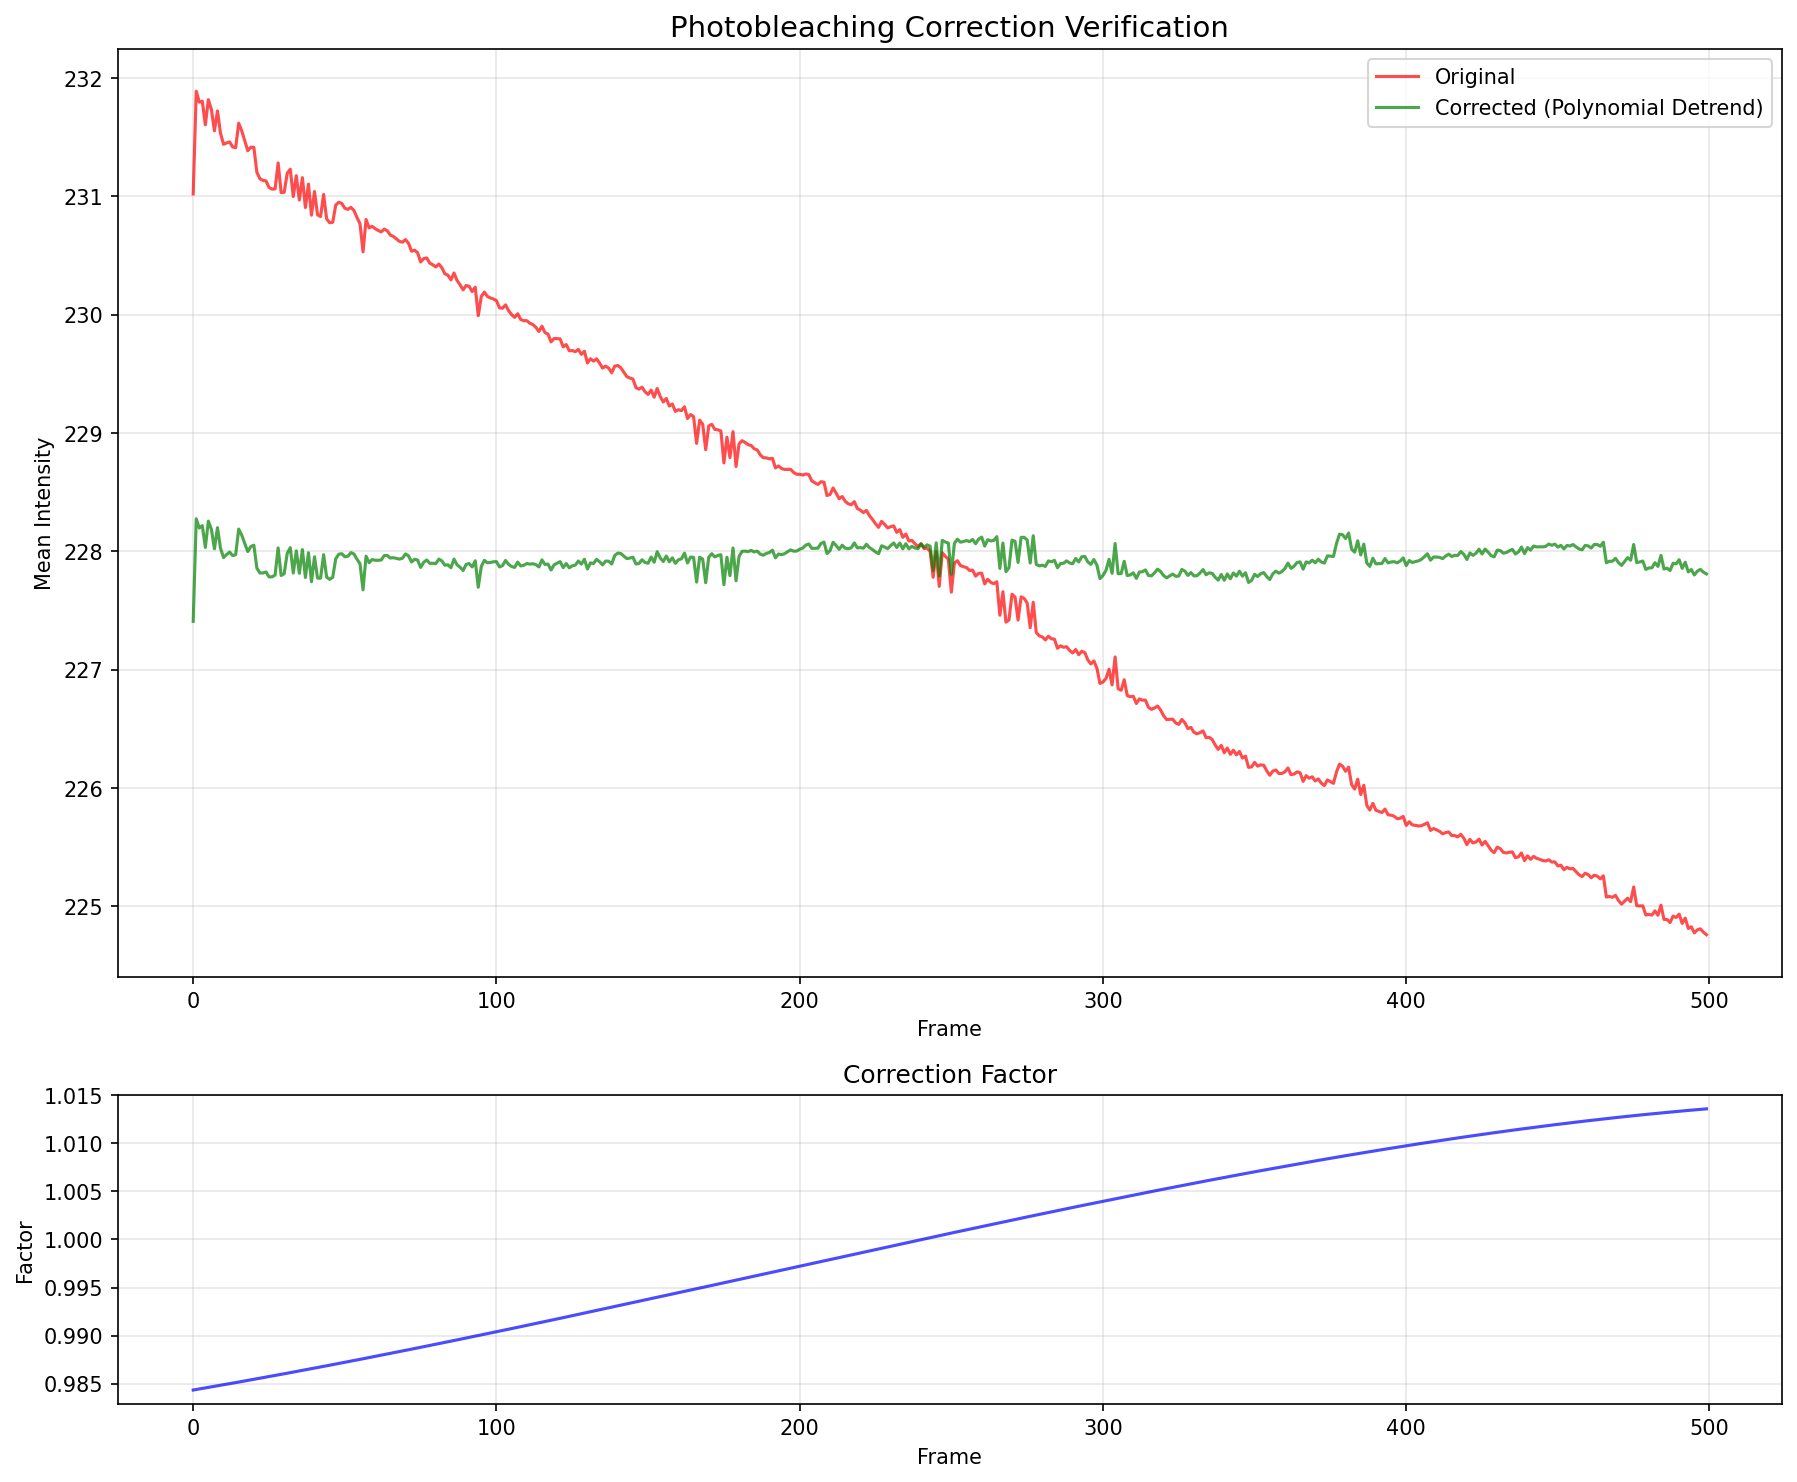 Photobleaching Correction Verification
Original
Corrected (Polynomial Detrend)
232
231
230
229
228
227
226
225
Mean Intensity
0 100 200 300 400 500
Frame
Correction Factor
1.015
1.010
1.005
1.000
0.995
0.990
0.985
Factor
0 100 200 300 400 500
Frame